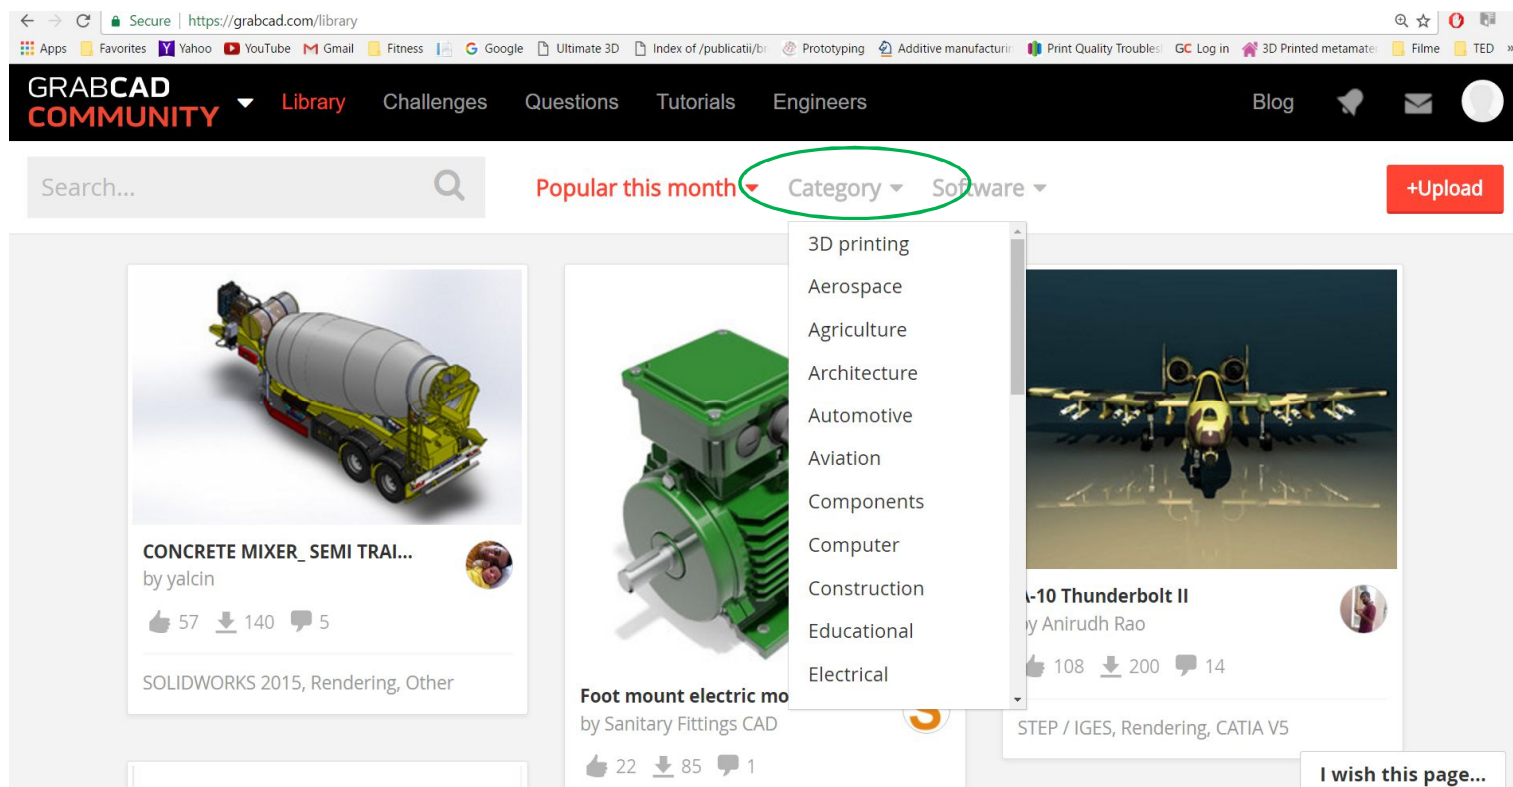 Secure | https://grabcad.com/library
Apps Favorites Yahoo YouTube Gmail Fitness Google Ultimate 3D Index of /publicatii/br Prototyping Additive manufacturin Print Quality Troubles GC Log in 3D Printed metamater Filme TED »
GRABCAD
COMMUNITY Library Challenges Questions Tutorials Engineers Blog
Search... Popular this month Category Software +Upload
3D printing
Aerospace
Agriculture
Architecture
Automotive
Aviation
Components
Computer
Construction
Educational
Electrical
CONCRETE MIXER_ SEMI TRAI...
by yalcin
57 140 5
SOLIDWORKS 2015, Rendering, Other
Foot mount electric mo
by Sanitary Fittings CAD
22 85 1
-10 Thunderbolt II
by Anirudh Rao
108 200 14
STEP / IGES, Rendering, CATIA V5
I wish this page...